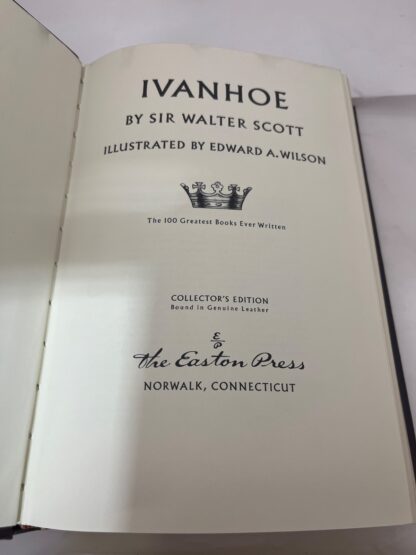 IVANHOE
BY SIR WALTER SCOTT
ILLUSTRATED BY EDWARD A. WILSON
The 100 Greatest Books Ever Written
COLLECTOR'S EDITION
Bound in Genuine Leather
E/P
the Easton Press
NORWALK, CONNECTICUT